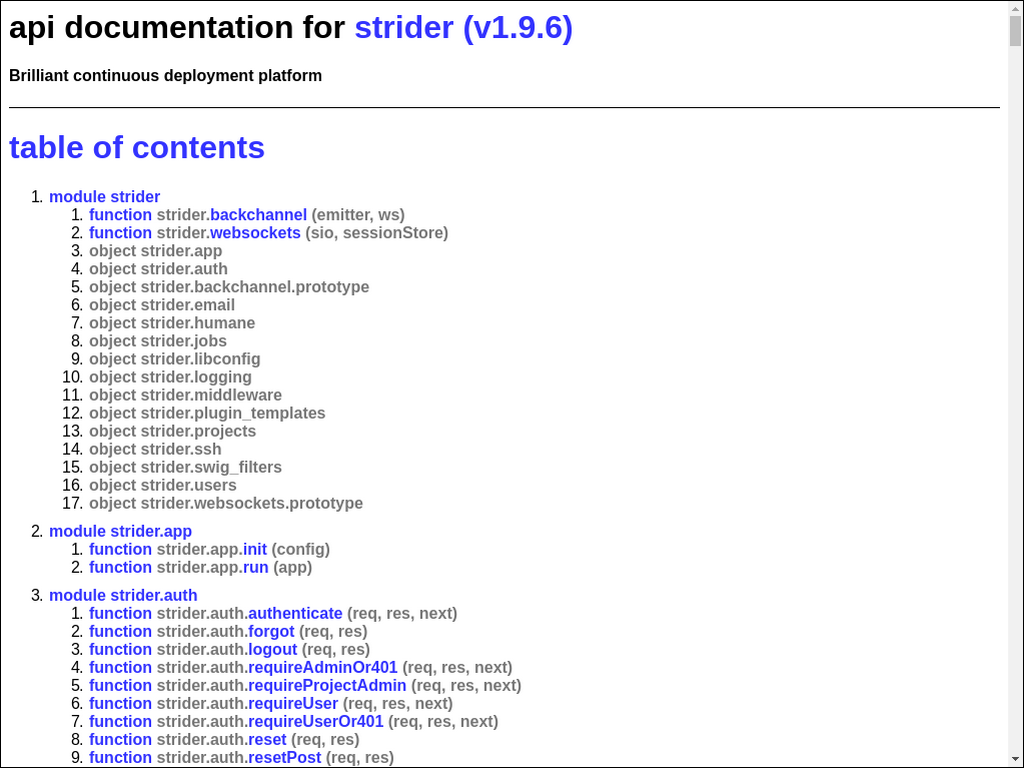 api documentation for strider (v1.9.6)
Brilliant continuous deployment platform
table of contents
1. module strider
1. function strider.backchannel (emitter, ws)
2. function strider.websockets (sio, sessionStore)
3. object strider.app
4. object strider.auth
5. object strider.backchannel.prototype
6. object strider.email
7. object strider.humane
8. object strider.jobs
9. object strider.libconfig
10. object strider.logging
11. object strider.middleware
12. object strider.plugin_templates
13. object strider.projects
14. object strider.ssh
15. object strider.swig_filters
16. object strider.users
17. object strider.websockets.prototype
2. module strider.app
1. function strider.app.init (config)
2. function strider.app.run (app)
3. module strider.auth
1. function strider.auth.authenticate (req, res, next)
2. function strider.auth.forgot (req, res)
3. function strider.auth.logout (req, res)
4. function strider.auth.requireAdminOr401 (req, res, next)
5. function strider.auth.requireProjectAdmin (req, res, next)
6. function strider.auth.requireUser (req, res, next)
7. function strider.auth.requireUserOr401 (req, res, next)
8. function strider.auth.reset (req, res)
9. function strider.auth.resetPost (req, res)